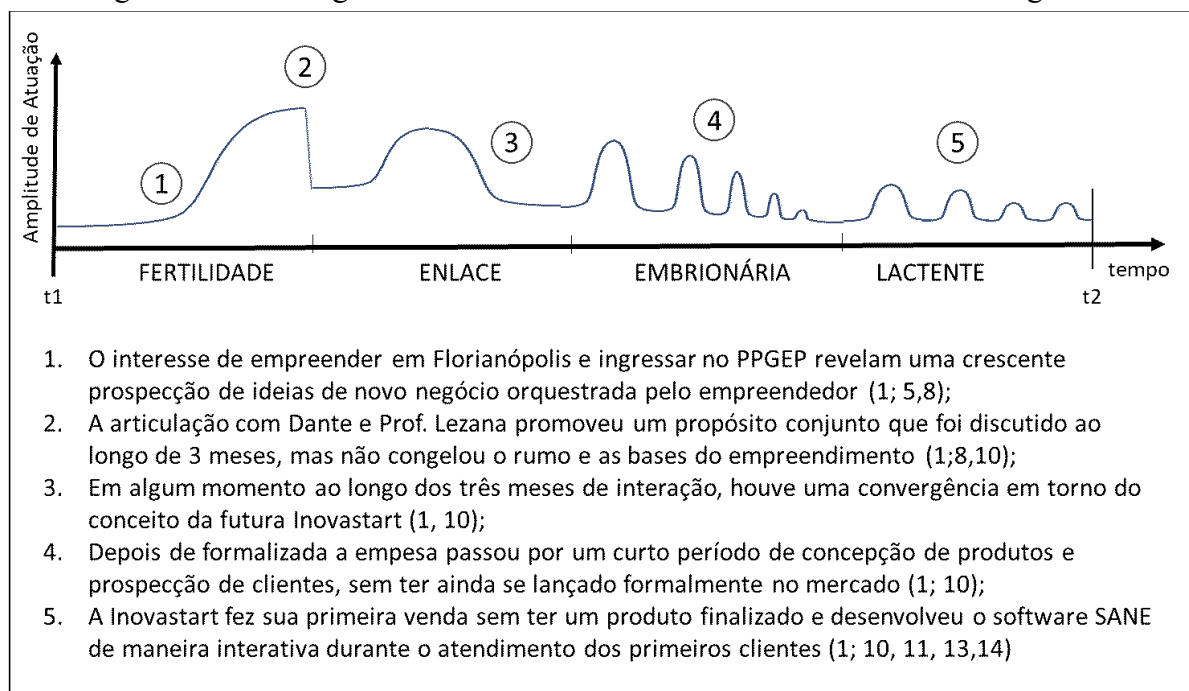 Amplitude de Atuação
2
4
3
5
1
FERTILIDADE
ENLACE
EMBRIONÁRIA
LACTENTE
tempo
t1
t2
1. O interesse de empreender em Florianópolis e ingressar no PPGEP revelam uma crescente
prospecção de ideias de novo negócio orquestrada pelo empreendedor (1; 5,8);
2. A articulação com Dante e Prof. Lezana promoveu um propósito conjunto que foi discutido ao
longo de 3 meses, mas não congelou o rumo e as bases do empreendimento (1;8,10);
3. Em algum momento ao longo dos três meses de interação, houve uma convergência em torno do
conceito da futura Inovastart (1, 10);
4. Depois de formalizada a empesa passou por um curto período de concepção de produtos e
prospecção de clientes, sem ter ainda se lançado formalmente no mercado (1; 10);
5. A Inovastart fez sua primeira venda sem ter um produto finalizado e desenvolveu o software SANE
de maneira interativa durante o atendimento dos primeiros clientes (1; 10, 11, 13,14)